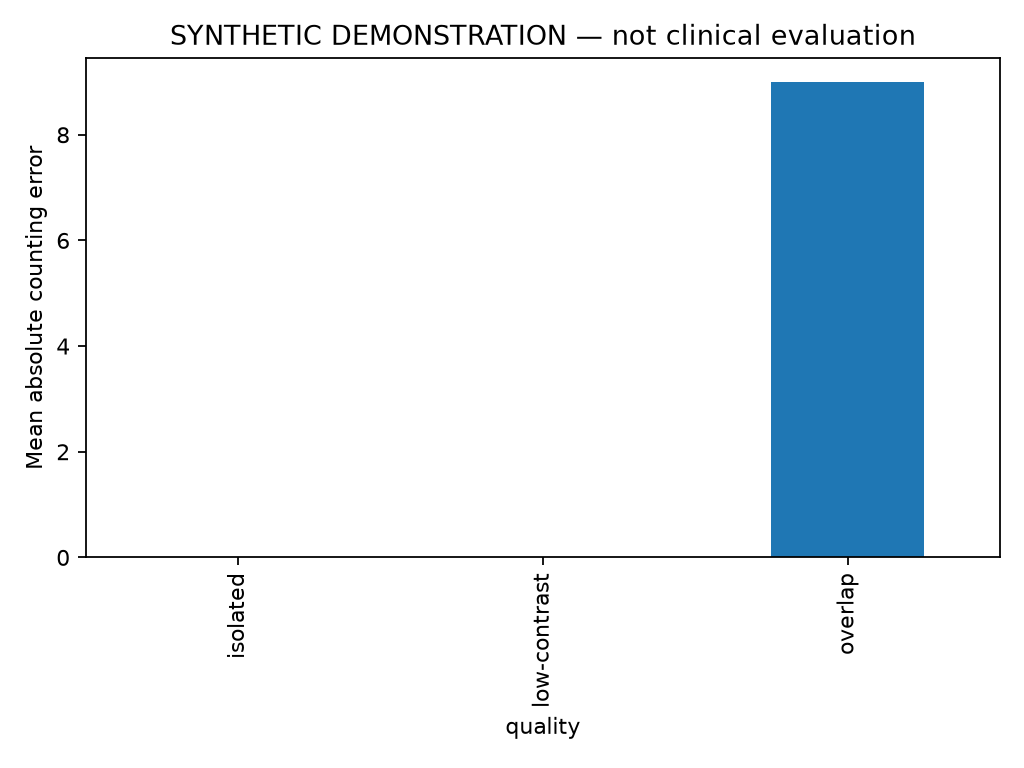 SYNTHETIC DEMONSTRATION — not clinical evaluation
Mean absolute counting error
8
6
4
2
0
isolated
low-contrast
overlap
quality